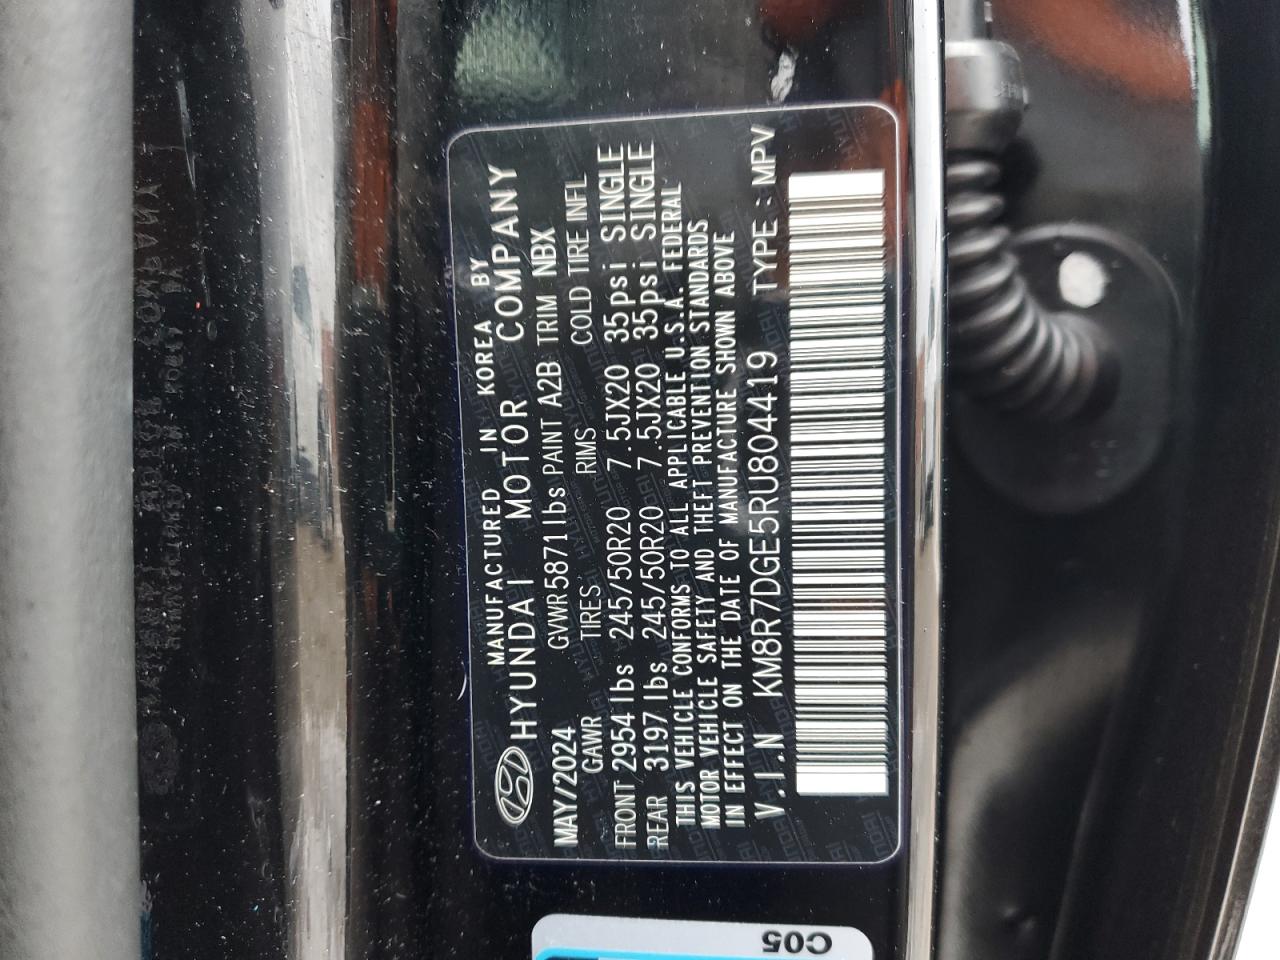 MANUFACTURED IN KOREA BY
HYUNDAI MOTOR COMPANY
MAY/2024 GVWR 5871lbs PAINT A2B TRIM NBX
GAWR TIRES RIMS COLD TIRE INFL
FRONT 2954 lbs 245/50R20 7.5JX20 35psi SINGLE
REAR 3197 lbs 245/50R20 7.5JX20 35psi SINGLE
THIS VEHICLE CONFORMS TO ALL APPLICABLE U.S.A. FEDERAL
MOTOR VEHICLE SAFETY AND THEFT PREVENTION STANDARDS
IN EFFECT ON THE DATE OF MANUFACTURE SHOWN ABOVE
V.I.N KM8R7DGE5RU804419 TYPE : MPV
C05